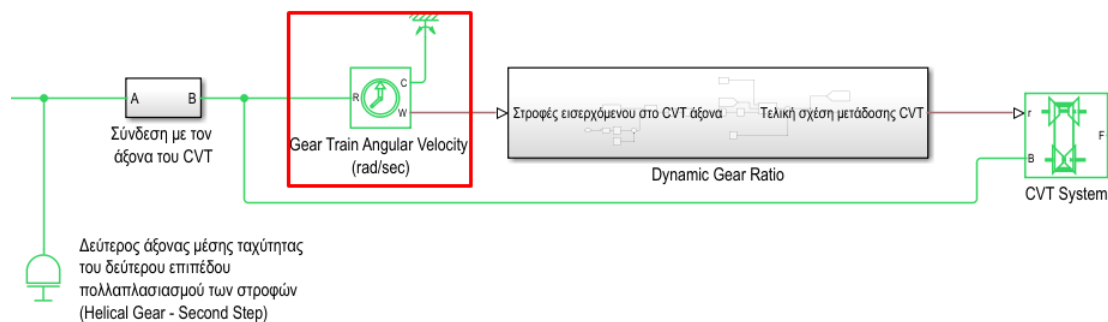 C
A
B
R
W
Στροφές εισερχόμενου στο CVT άξονα
Τελική σχέση μετάδοσης CVT
r
F
B
Σύνδεση με τον
άξονα του CVT
Gear Train Angular Velocity
(rad/sec)
Dynamic Gear Ratio
CVT System
Δεύτερος άξονας μέσης ταχύτητας
του δεύτερου επιπέδου
πολλαπλασιασμού των στροφών
(Helical Gear - Second Step)